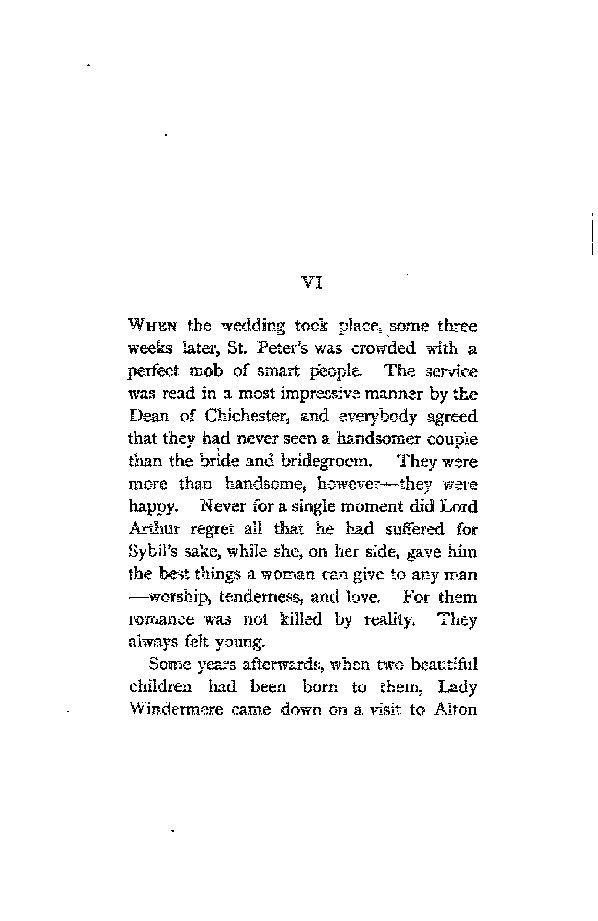 VI
WHEN the wedding took place, some three
weeks later, St. Peter's was crowded with a
perfect mob of smart people. The service
was read in a most impressive manner by the
Dean of Chichester, and everybody agreed
that they had never seen a handsomer couple
than the bride and bridegroom. They were
more than handsome, however—they were
happy. Never for a single moment did Lord
Arthur regret all that he had suffered for
Sybil's sake, while she, on her side, gave him
the best things a woman can give to any man
—worship, tenderness, and love. For them
romance was not killed by reality. They
always felt young.
Some years afterwards, when two beautiful
children had been born to them, Lady
Windermere came down on a visit to Alton